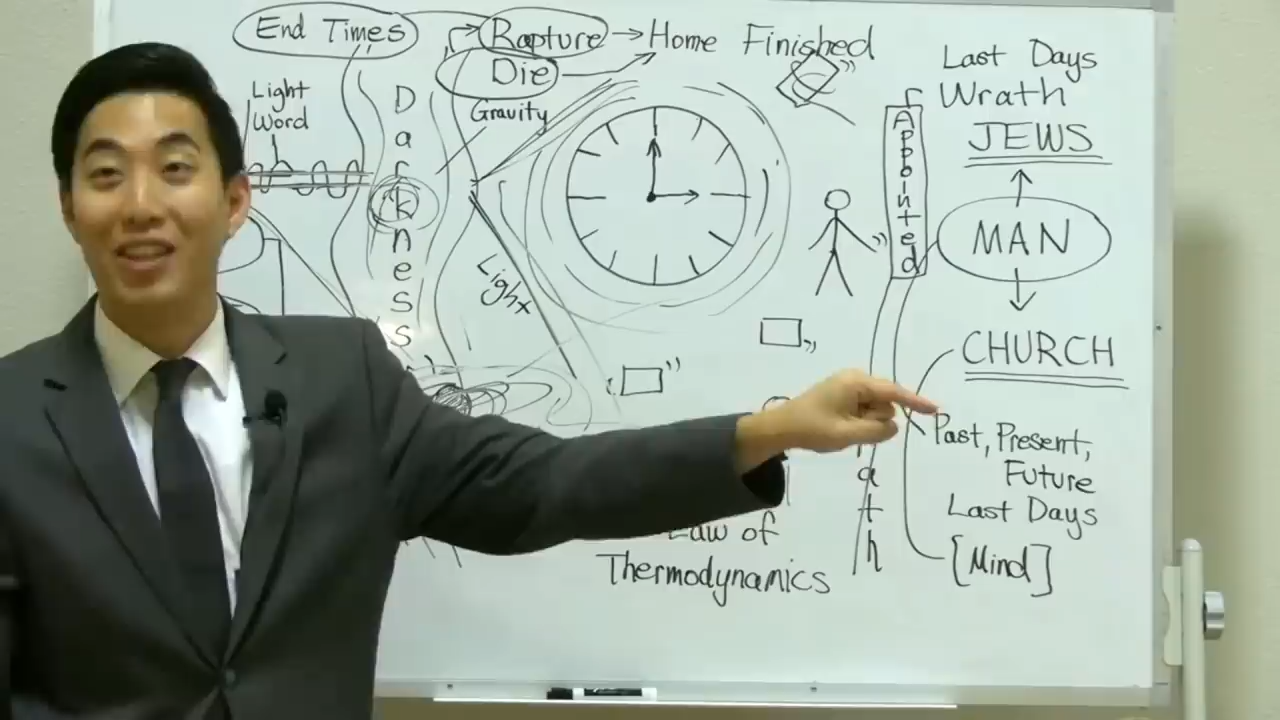 End Times
Rapture
Home
Finished
Die
Light
Word
Darkness
Gravity
Light
Appointed
Last Days
Wrath
JEWS
MAN
CHURCH
Past, Present,
Future
Last Days
[Mind]
Law of
Thermodynamics